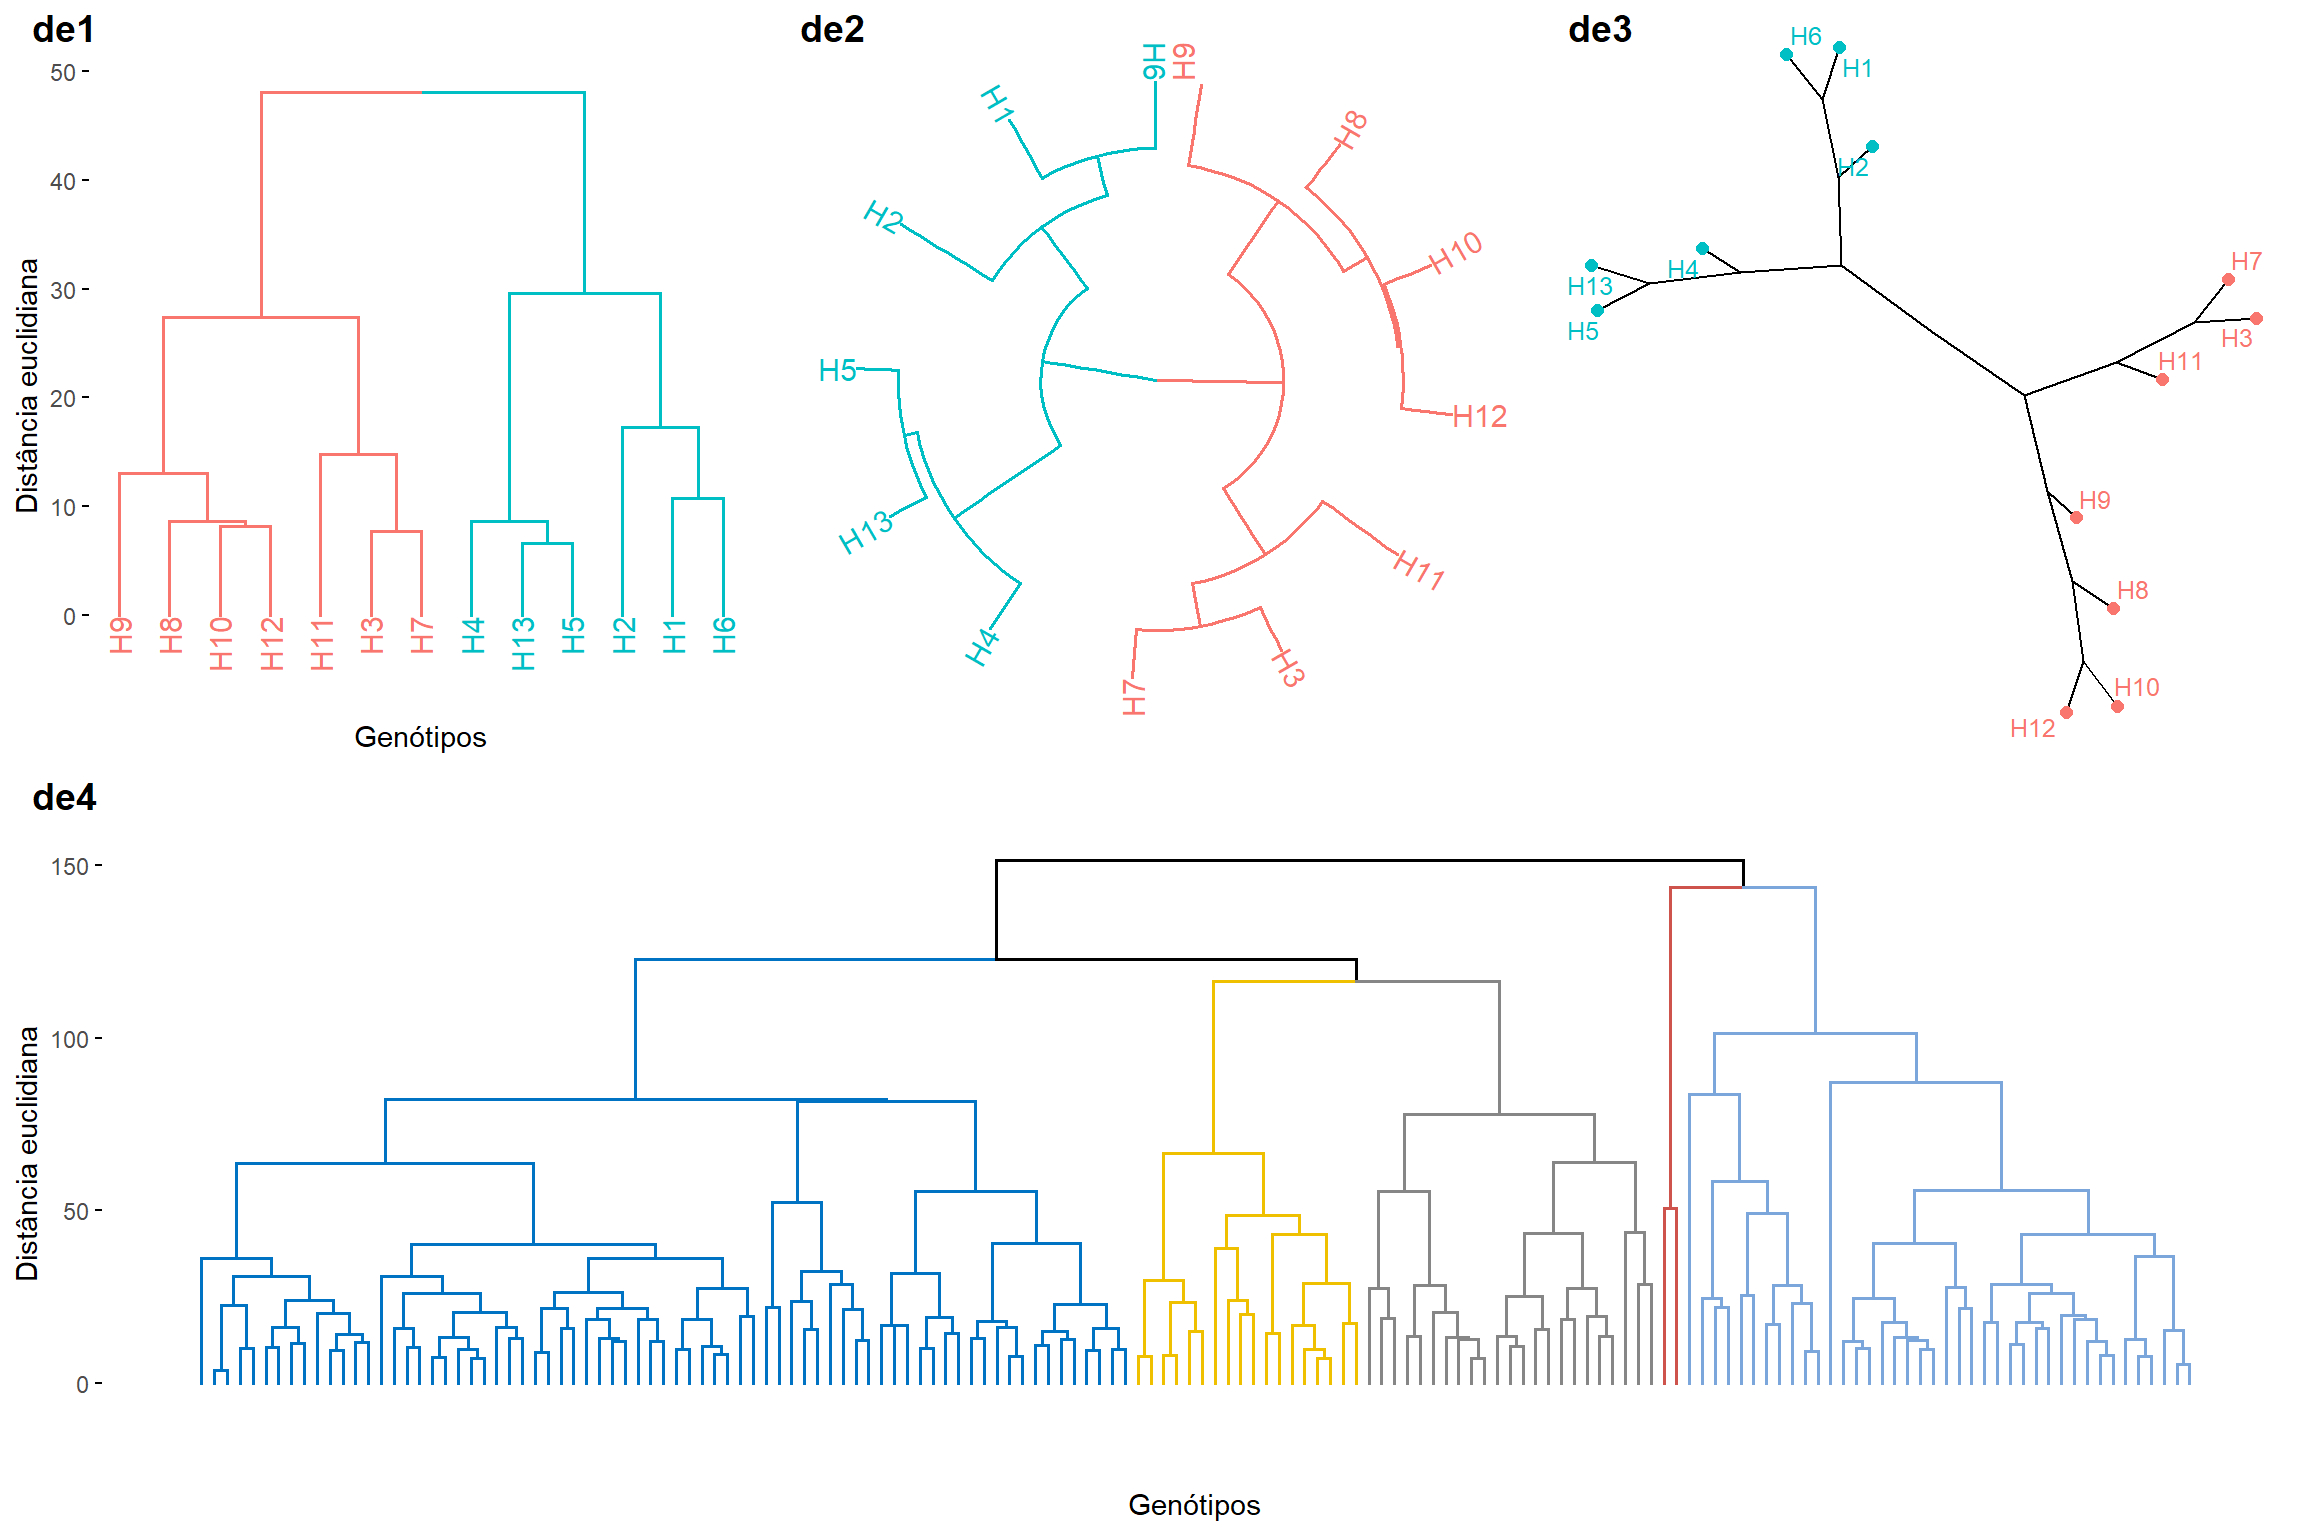 de1
50
40
30
20
10
0
Distância euclidiana
H9
H8
H10
H12
H11
H3
H7
H4
H13
H5
H2
H1
H6
Genótipos
de2
H6
H9
H1
H8
H2
H10
H5
H12
H13
H11
H4
H3
H7
de3
H6
H1
H2
H4
H13
H5
H7
H3
H11
H9
H8
H10
H12
de4
150
100
50
0
Distância euclidiana
Genótipos